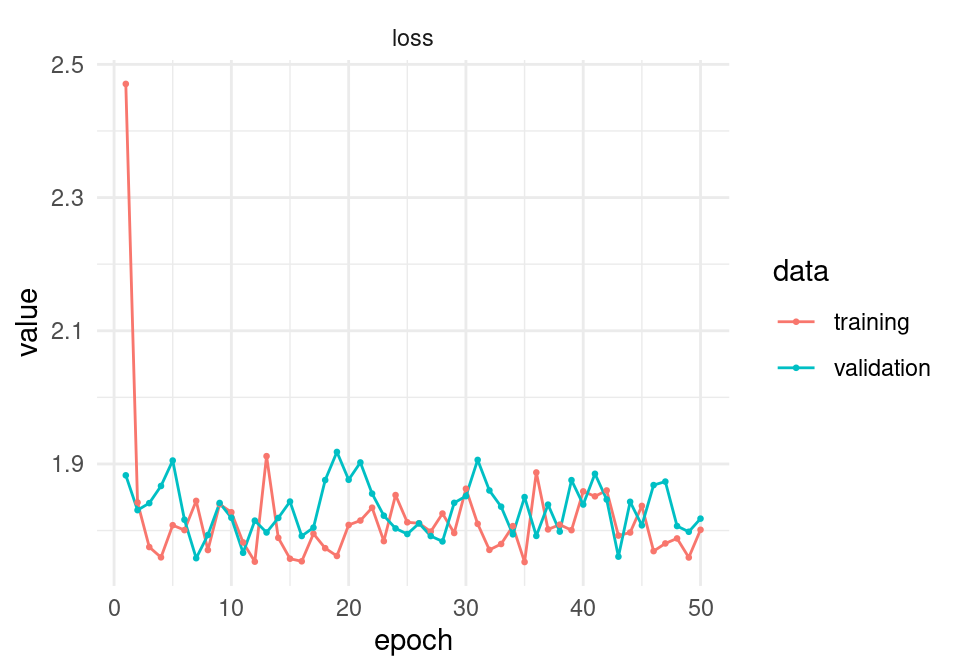 loss
2.5
2.3
2.1
1.9
value
0 10 20 30 40 50
epoch
data
training
validation